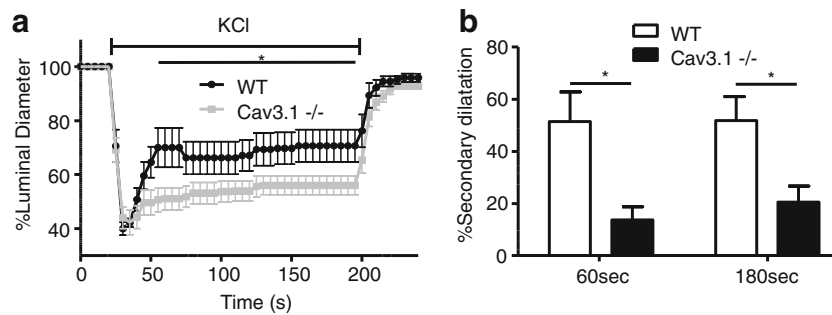 a
KCl
*
WT
Cav3.1 -/-
%Luminal Diameter
100
80
60
40
0
50
100
150
200
Time (s)
b
WT
Cav3.1 -/-
%Secondary dilatation
80
60
40
20
0
*
*
60sec
180sec